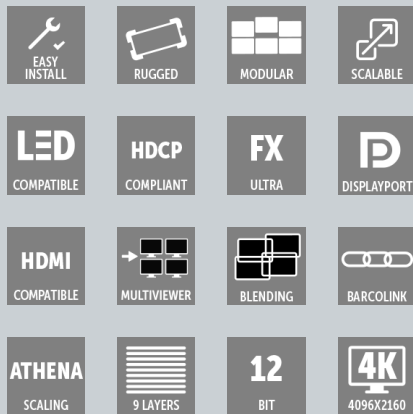 EASY
INSTALL
RUGGED
MODULAR
SCALABLE
LED
COMPATIBLE
HDCP
COMPLIANT
FX
ULTRA
DISPLAYPORT
HDMI
COMPATIBLE
MULTIVIEWER
BLENDING
BARCOLINK
ATHENA
SCALING
9 LAYERS
12
BIT
4K
4096X2160